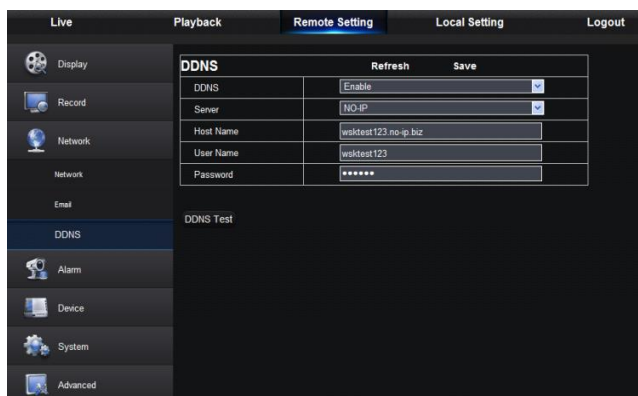 Live Playback Remote Setting Local Setting Logout
Display
Record
Network
Network
Email
DDNS
Alarm
Device
System
Advanced
DDNS Refresh Save
DDNS Enable
Server NO-IP
Host Name wsktest123.no-ip.biz
User Name wsktest123
Password ••••••
DDNS Test